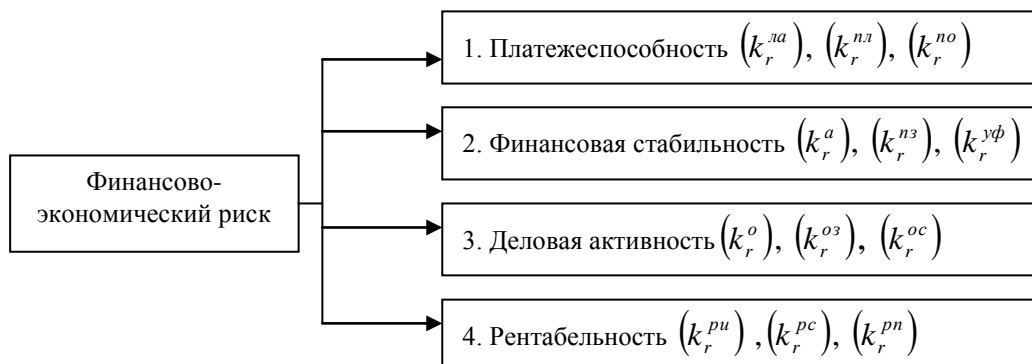 1. Платежеспособность (k_r^{ла}), (k_r^{пл}), (k_r^{по})
2. Финансовая стабильность (k_r^{а}), (k_r^{пз}), (k_r^{уф})
Финансово-
экономический риск
3. Деловая активность (k_r^{о}), (k_r^{оз}), (k_r^{ос})
4. Рентабельность (k_r^{ри}) ,(k_r^{рс}), (k_r^{рп})